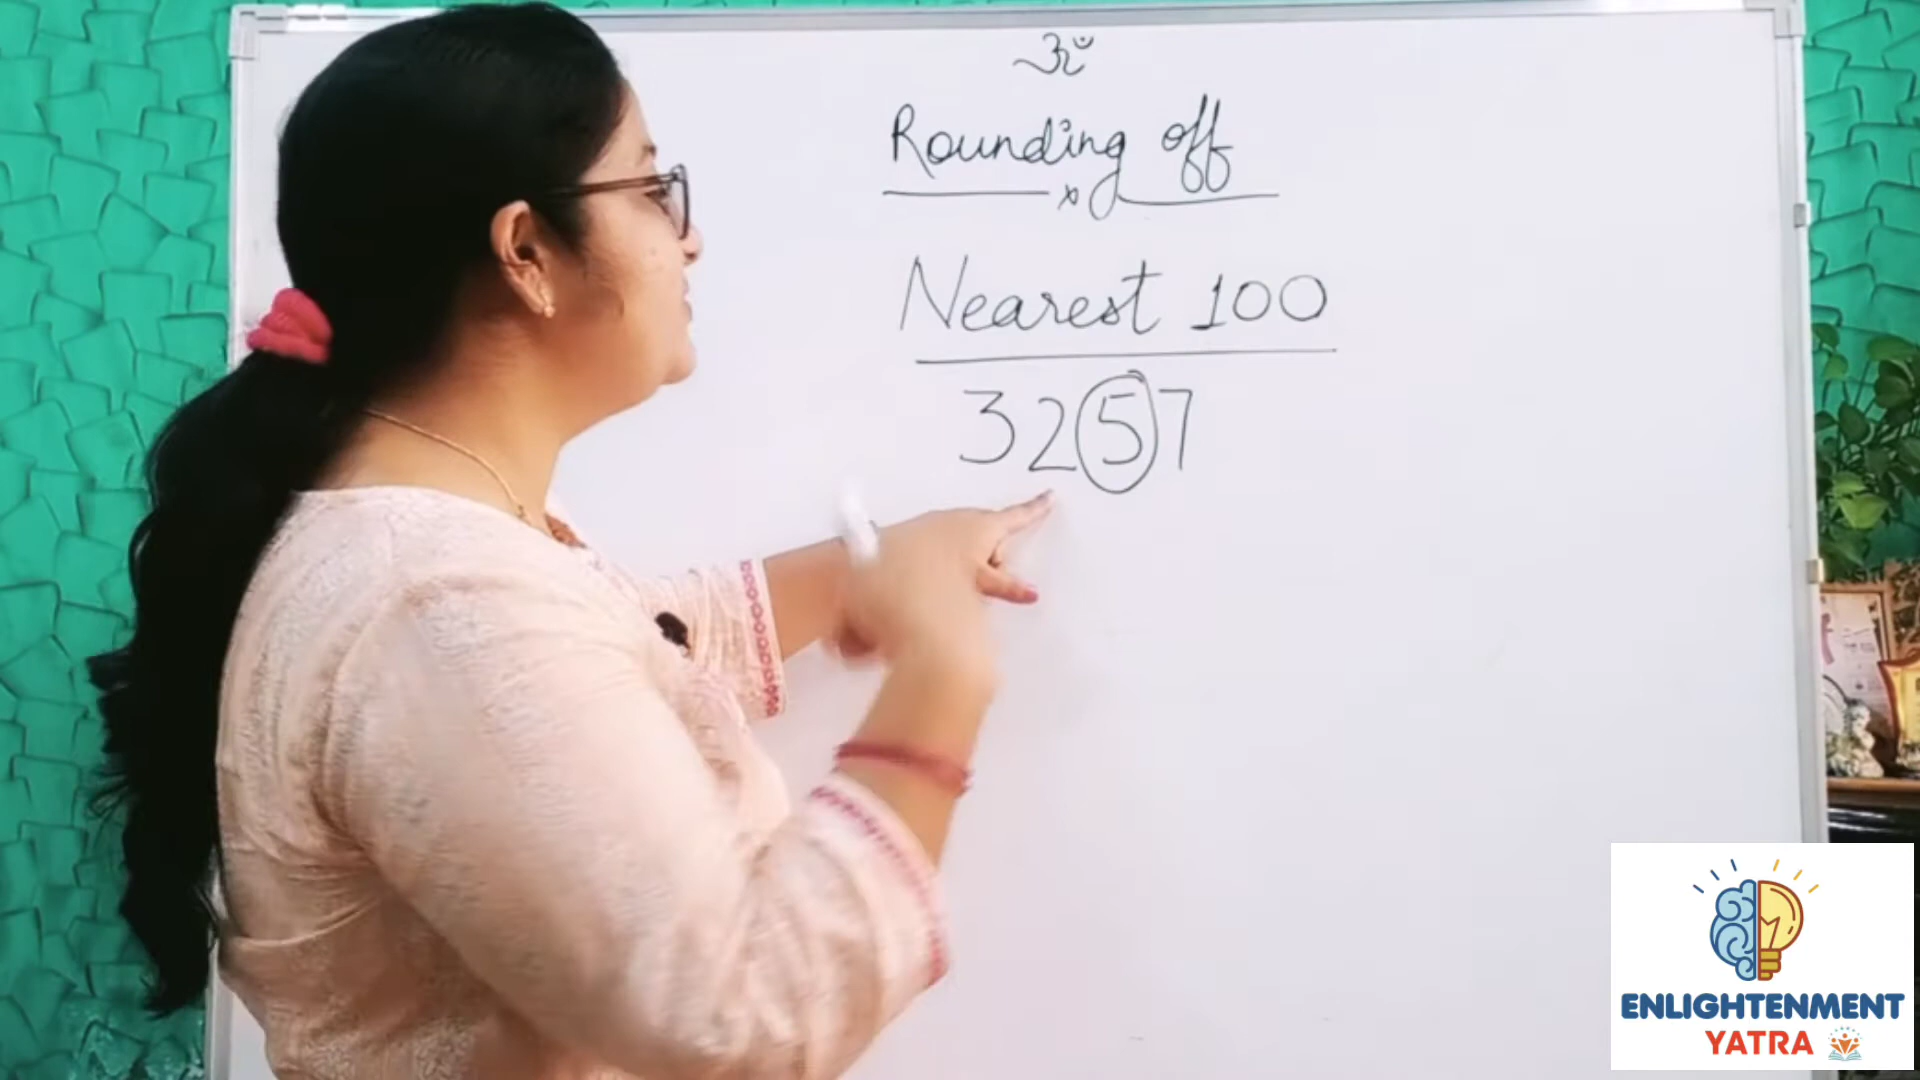 ॐ
Rounding off
Nearest 100
3257
ENLIGHTENMENT
YATRA